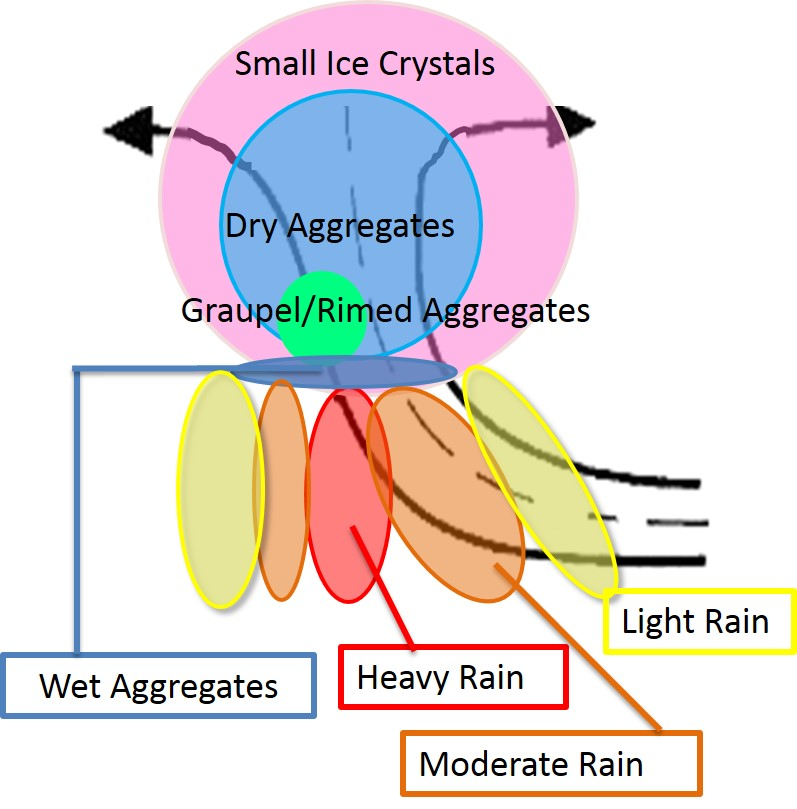 Small Ice Crystals
Dry Aggregates
Graupel/Rimed Aggregates
Light Rain
Wet Aggregates
Heavy Rain
Moderate Rain